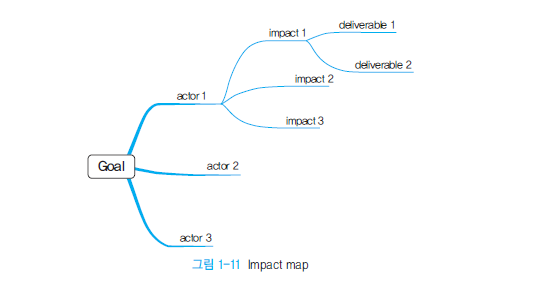 deliverable 1
impact 1
deliverable 2
impact 2
actor 1
impact 3
Goal
actor 2
actor 3
그림 1-11 Impact map